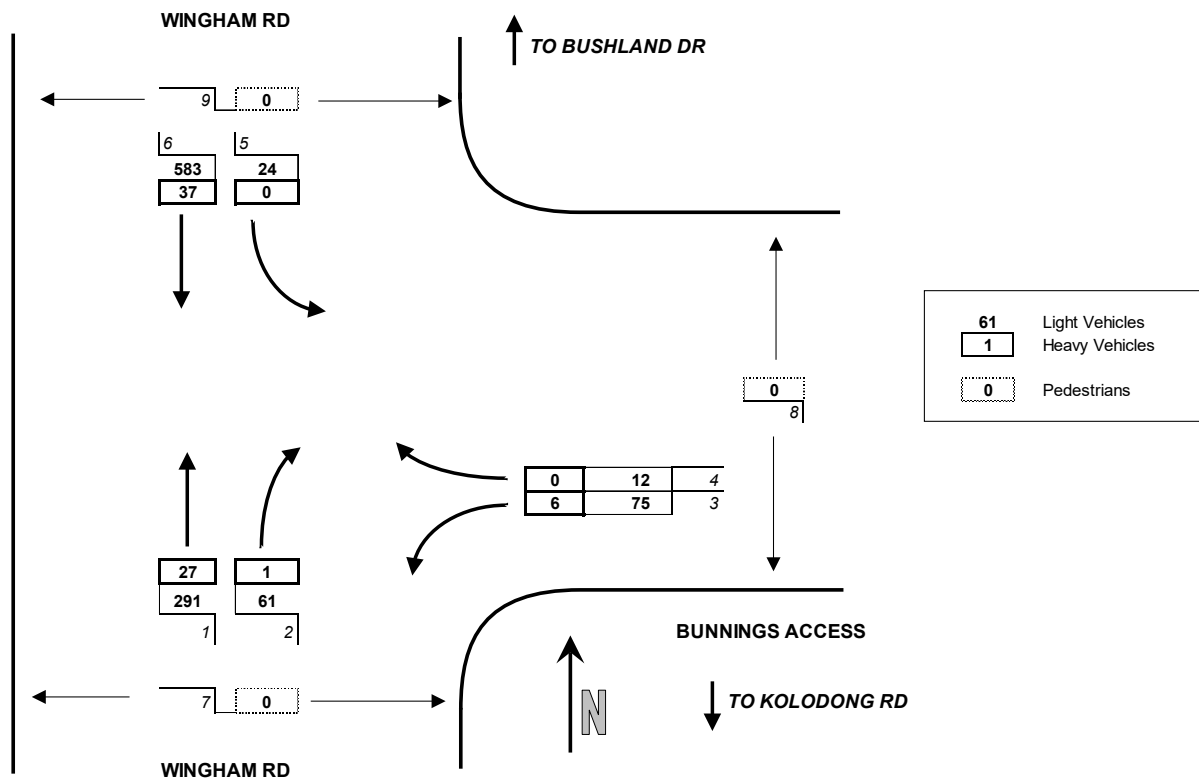 WINGHAM RD
TO BUSHLAND DR
9 0
6 5
583 24
37 0
61 Light Vehicles
1 Heavy Vehicles
0 Pedestrians
0
8
0 12 4
6 75 3
27 1
291 61
1 2
BUNNINGS ACCESS
7 0
N
TO KOLODONG RD
WINGHAM RD